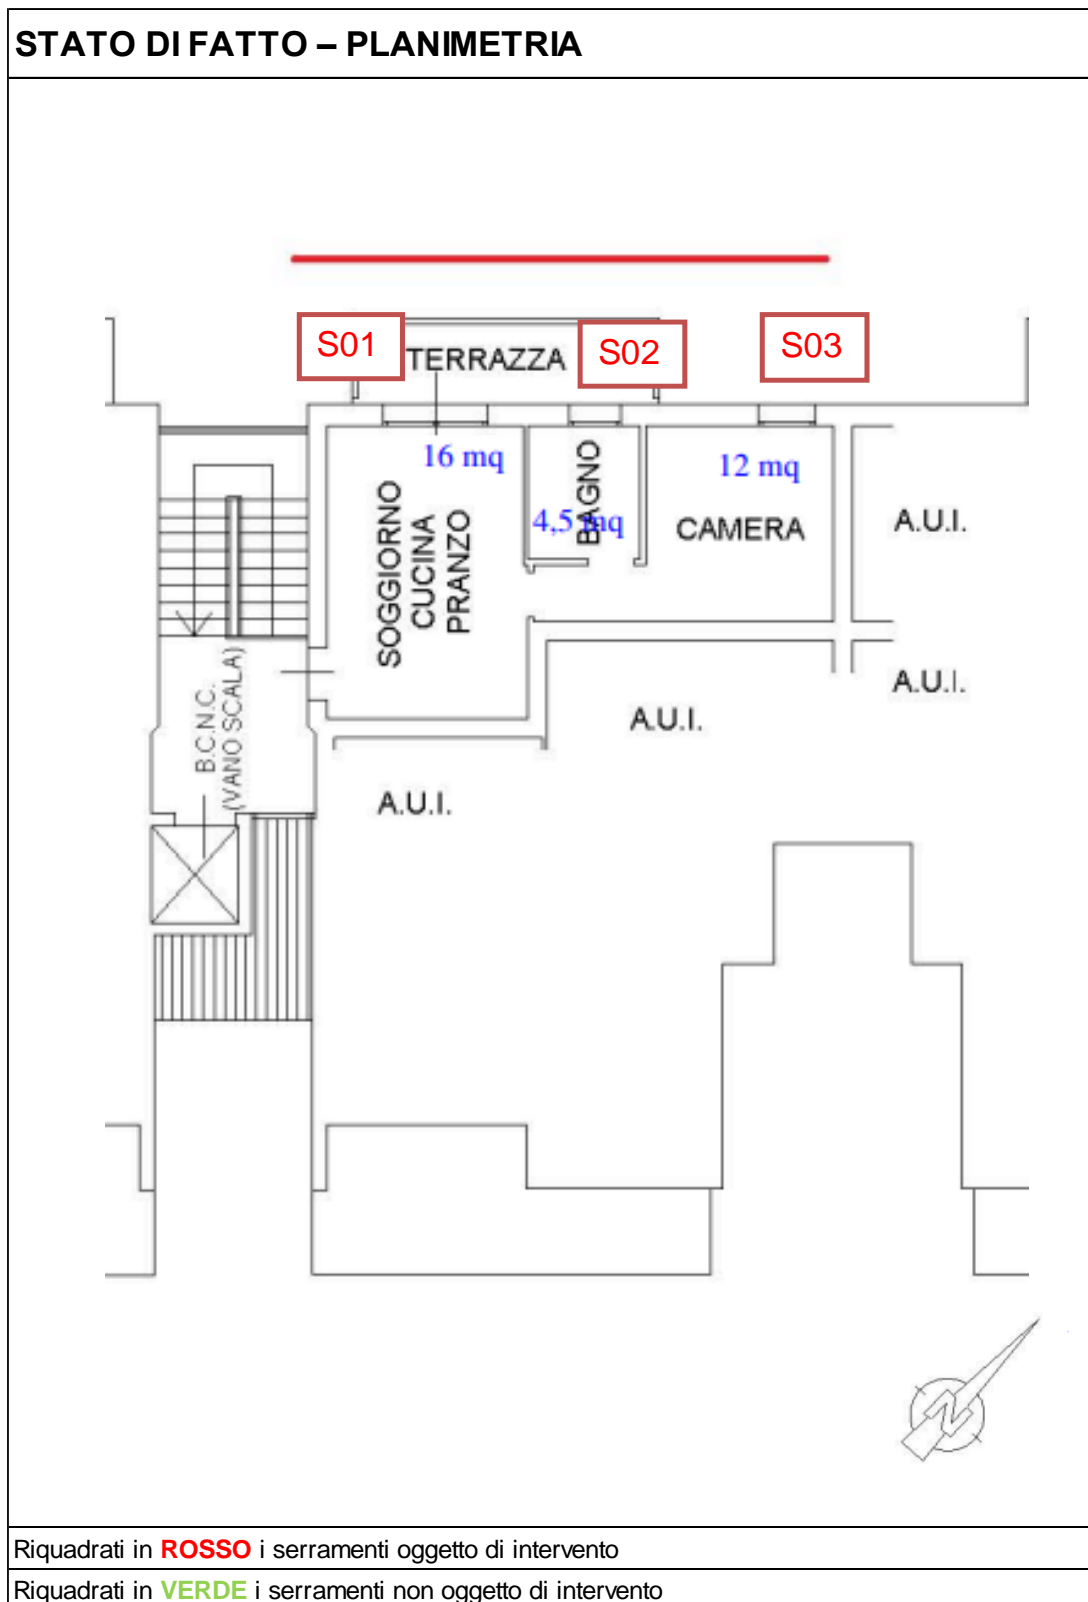 STATO DI FATTO – PLANIMETRIA
S01
TERRAZZA
S02
S03
16 mq
12 mq
4,5 mq
BAGNO
SOGGIORNO
CUCINA
PRANZO
CAMERA
A.U.I.
A.U.I.
A.U.I.
A.U.I.
B.C.N.C.
(VANO SCALA)
N
Riquadrati in ROSSO i serramenti oggetto di intervento
Riquadrati in VERDE i serramenti non oggetto di intervento